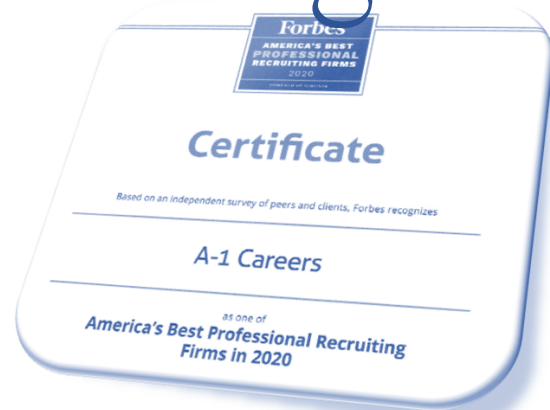 Forbes
AMERICA'S BEST
PROFESSIONAL
RECRUITING FIRMS
2020
Certificate
Based on an independent survey of peers and clients, Forbes recognizes
A-1 Careers
as one of
America's Best Professional Recruiting
Firms in 2020